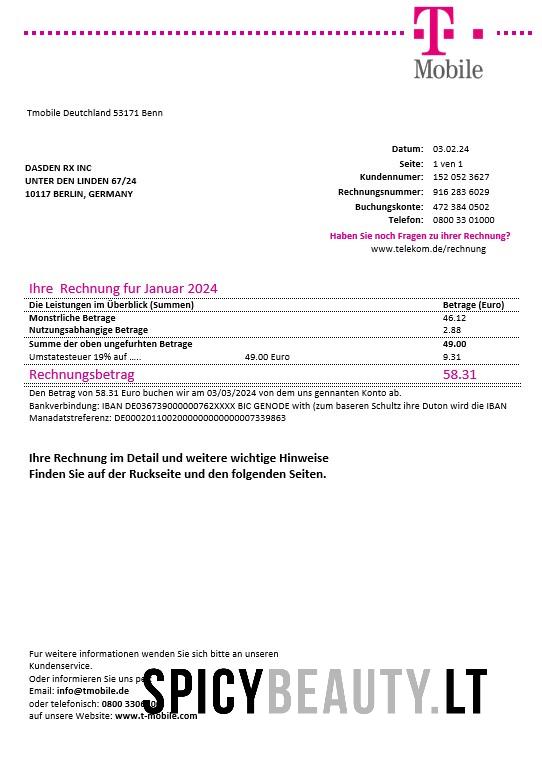 T
Mobile
Tmobile Deutchland 53171 Benn
DASDEN RX INC
UNTER DEN LINDEN 67/24
10117 BERLIN, GERMANY
Datum: 03.02.24
Seite: 1 ven 1
Kundennumer: 152 052 3627
Rechnungsnumer: 916 283 6029
Buchungskonte: 472 384 0502
Telefon: 0800 33 01000
Haben Sie noch Fragen zu ihrer Rechnung?
www.telekom.de/rechnung
Ihre Rechnung fur Januar 2024
Die Leistungen im Überblick (Summen) Betrage (Euro)
Monstrliche Betrage 46.12
Nutzungsabhangige Betrage 2.88
Summe der oben ungefurhten Betrage 49.00
Umstatesteuer 19% auf ..... 49.00 Euro 9.31
Rechnungsbetrag 58.31
Den Betrag von 58.31 Euro buchen wir am 03/03/2024 von dem uns gennanten Konto ab.
Bankverbindung: IBAN DE036739000000762XXXX BIC GENODE with (zum baseren Schultz ihre Duton wird die IBAN
Manadatstreferenz: DE000201100200000000000007339863
Ihre Rechnung im Detail und weitere wichtige Hinweise
Finden Sie auf der Ruckseite und den folgenden Seiten.
Fur weitere informationen wenden Sie sich bitte an unseren
Kundenservice.
Oder informieren Sie uns
Email: info@tmobile.de
oder telefonisch: 0800
auf unsere Website: www.t-mobile.com
SPICYBEAUTY.LT